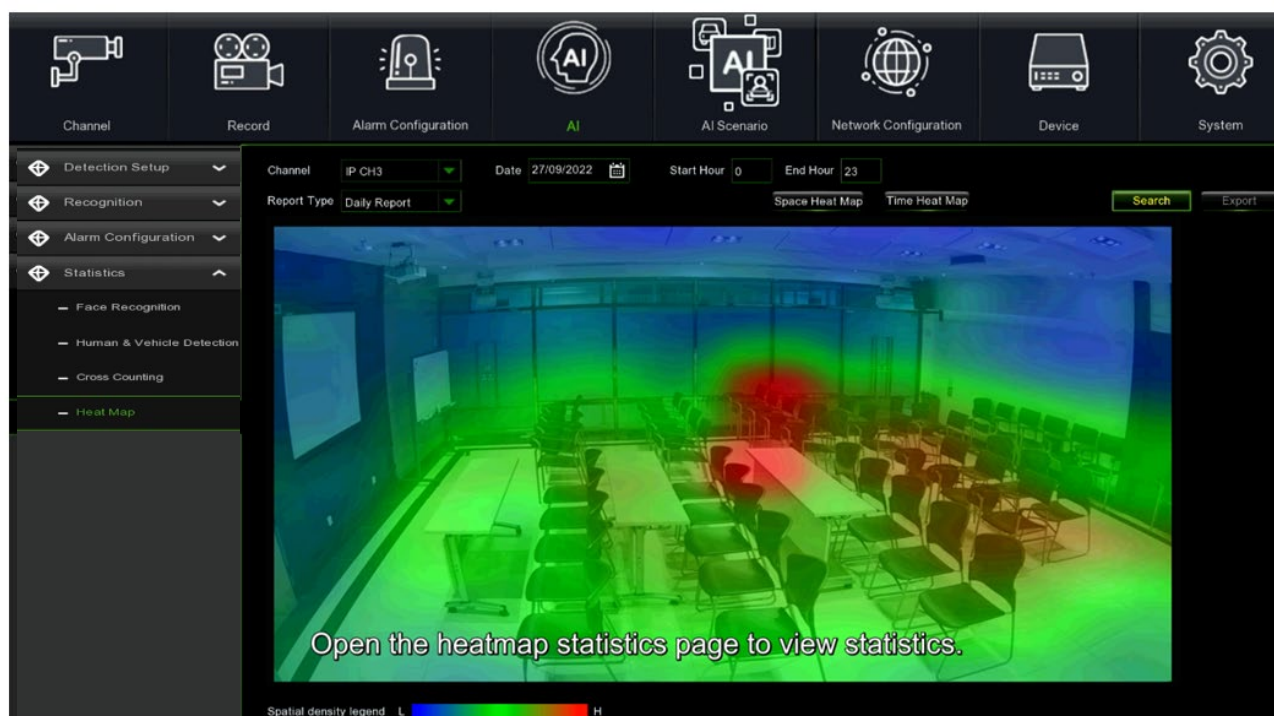 AI
AI
Channel Record Alarm Configuration AI AI Scenario Network Configuration Device System
Detection Setup
Recognition
Alarm Configuration
Statistics
Face Recognition
Human & Vehicle Detection
Cross Counting
Heat Map
Channel IP CH3 Date 27/09/2022 Start Hour 0 End Hour 23
Report Type Daily Report Space Heat Map Time Heat Map Search Export
Open the heatmap statistics page to view statistics.
Spatial density legend L H